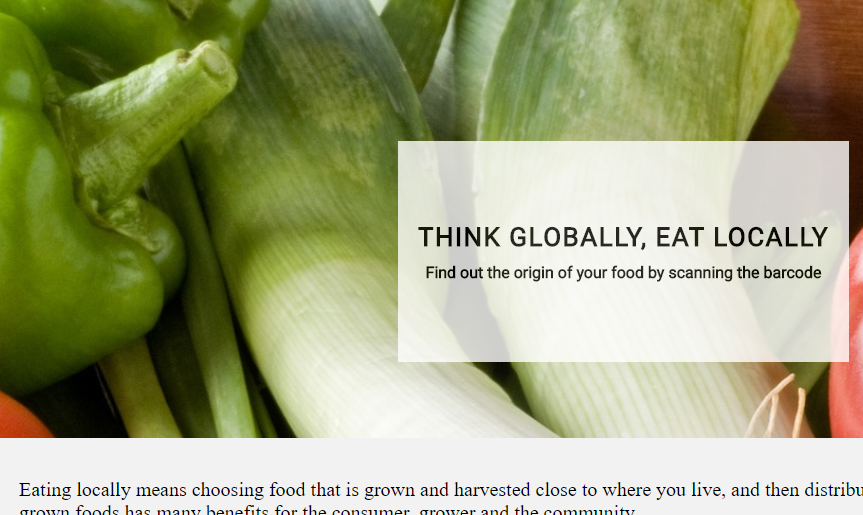 THINK GLOBALLY, EAT LOCALLY
Find out the origin of your food by scanning the barcode
Eating locally means choosing food that is grown and harvested close to where you live, and then
grown foods has many benefits for the consumer, grower and the community.